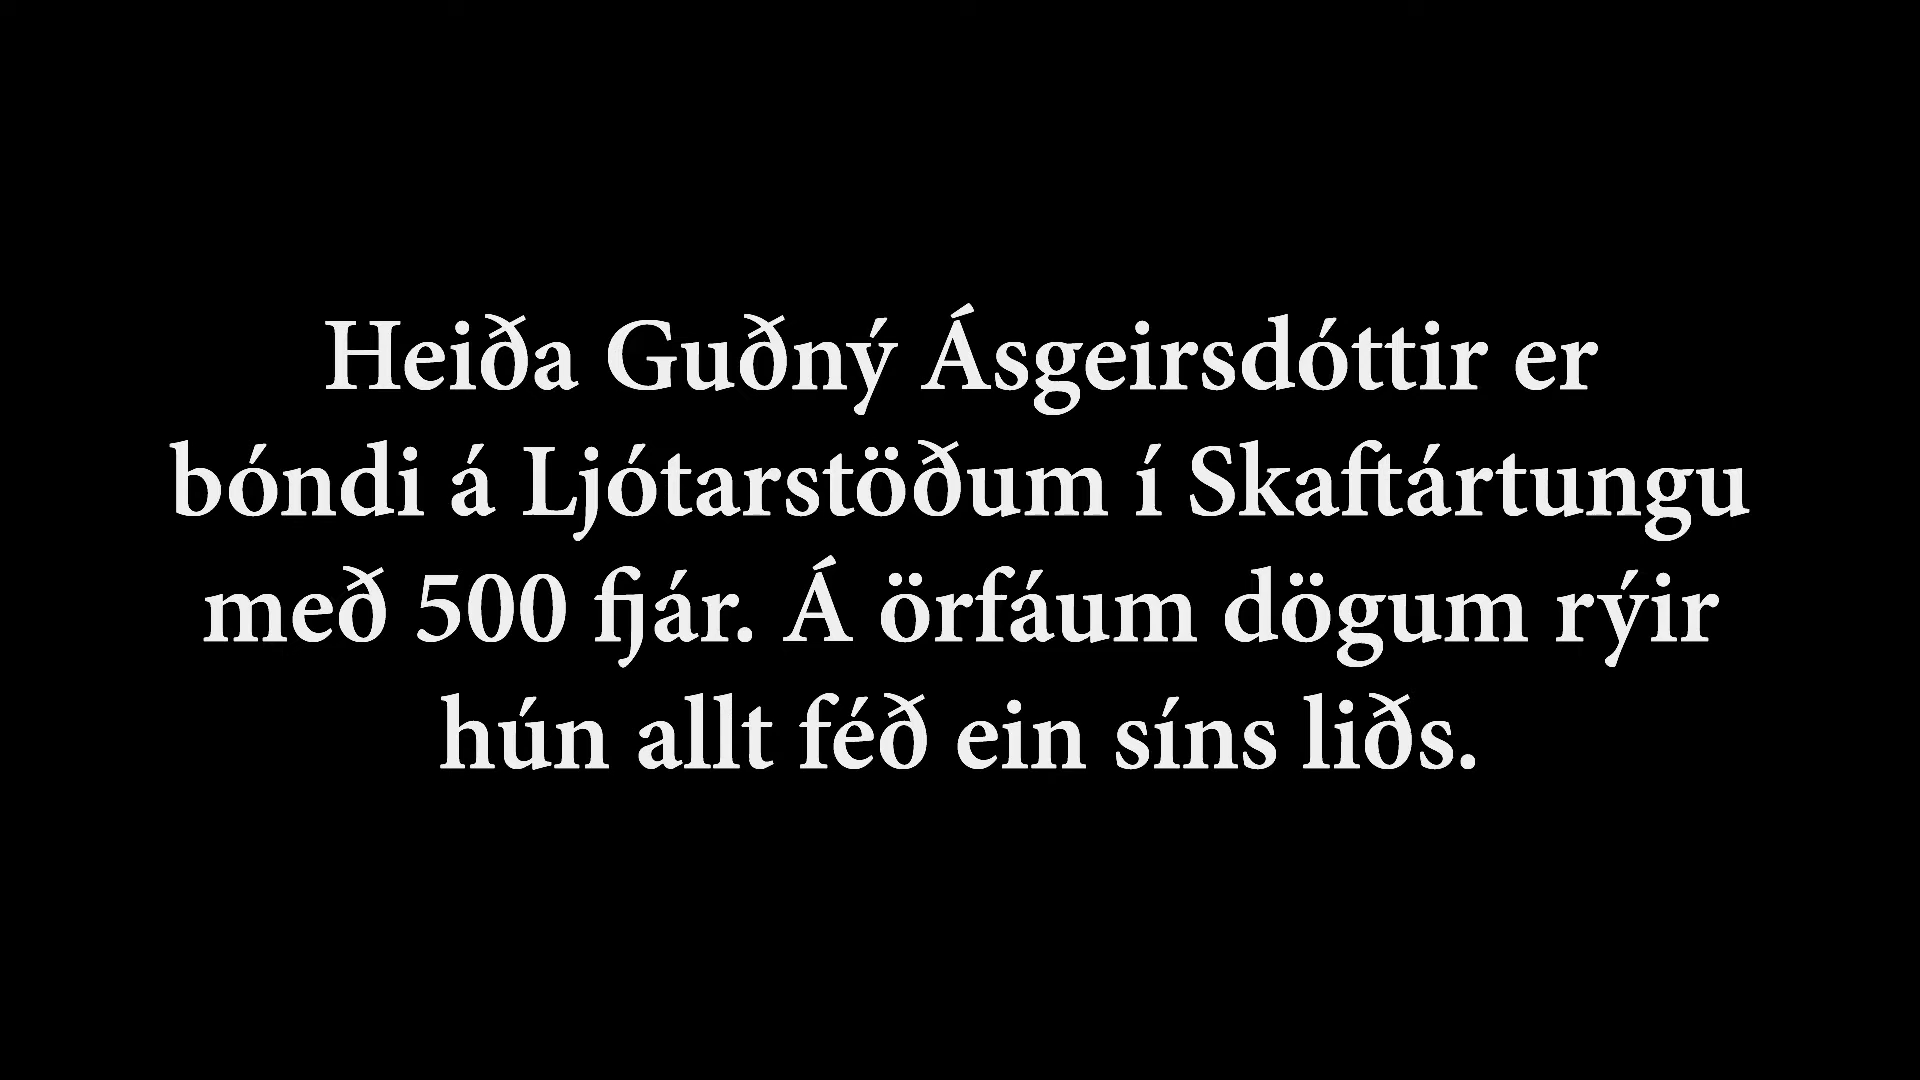 Heiða Guðný Ásgeirsdóttir er
bóndi á Ljótarstöðum í Skaftártungu
með 500 fjár. Á örfáum dögum rýir
hún allt féð ein síns liðs.